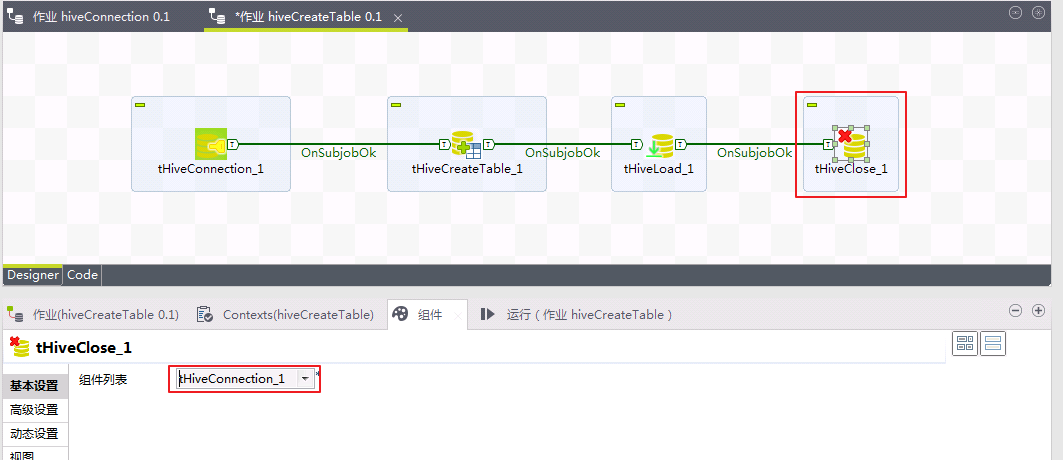 作业 hiveConnection 0.1
*作业 hiveCreateTable 0.1
OnSubjobOk
OnSubjobOk
OnSubjobOk
tHiveConnection_1
tHiveCreateTable_1
tHiveLoad_1
tHiveClose_1
Designer
Code
作业(hiveCreateTable 0.1)
Contexts(hiveCreateTable)
组件
运行 ( 作业 hiveCreateTable )
tHiveClose_1
基本设置
组件列表
tHiveConnection_1
高级设置
动态设置
视图